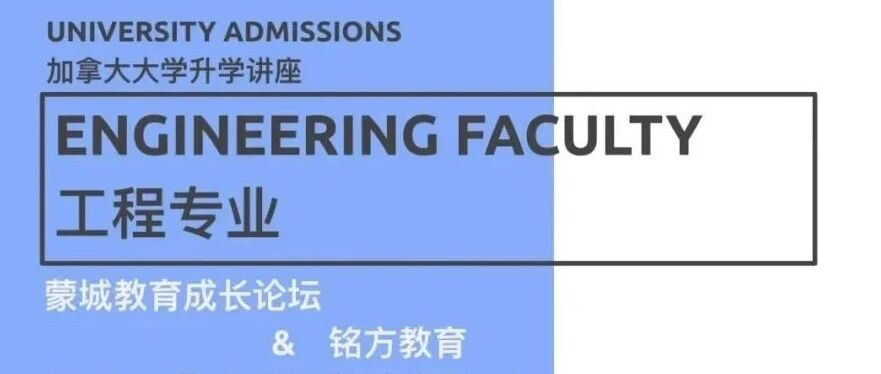 UNIVERSITY ADMISSIONS
加拿大大学升学讲座
ENGINEERING FACULTY
工程专业
蒙城教育成长论坛
& 铭方教育